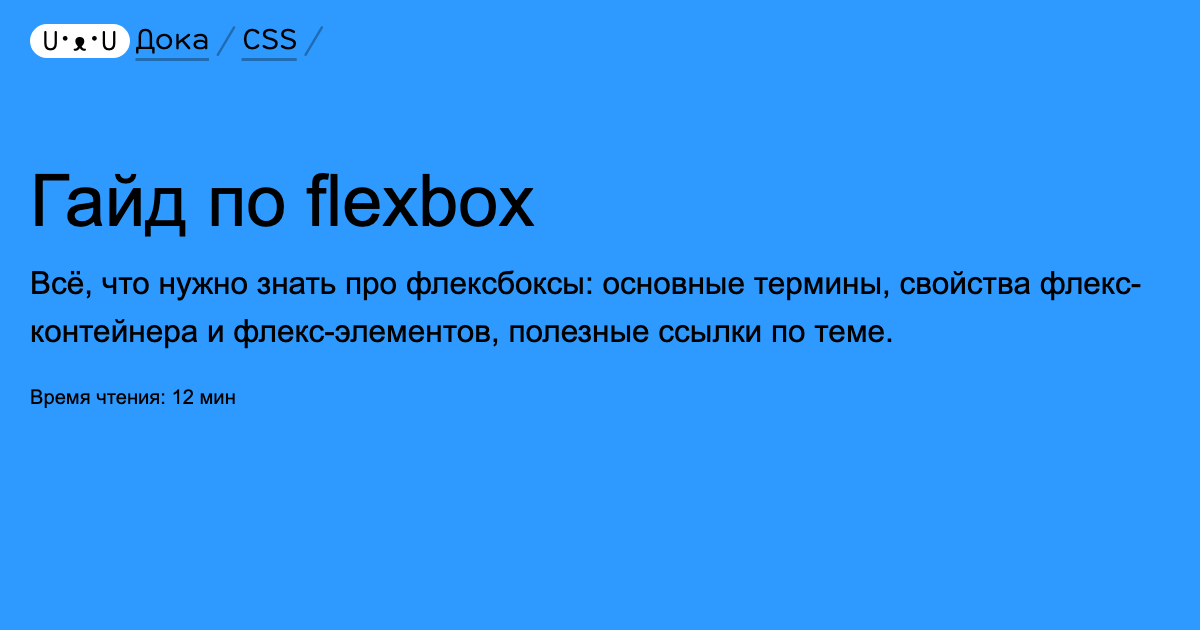 U•ᴥ•U Дока / CSS /
Гайд по flexbox
Всё, что нужно знать про флексбоксы: основные термины, свойства флекс-
контейнера и флекс-элементов, полезные ссылки по теме.
Время чтения: 12 мин